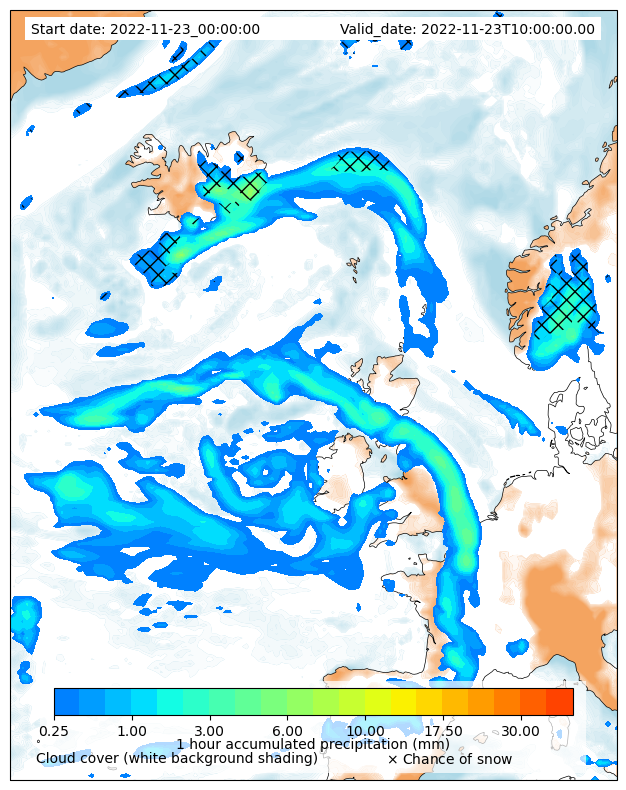 Start date: 2022-11-23_00:00:00 Valid_date: 2022-11-23T10:00:00.00
0.25 1.00 3.00 6.00 10.00 17.50 30.00
1 hour accumulated precipitation (mm)
Cloud cover (white background shading) × Chance of snow